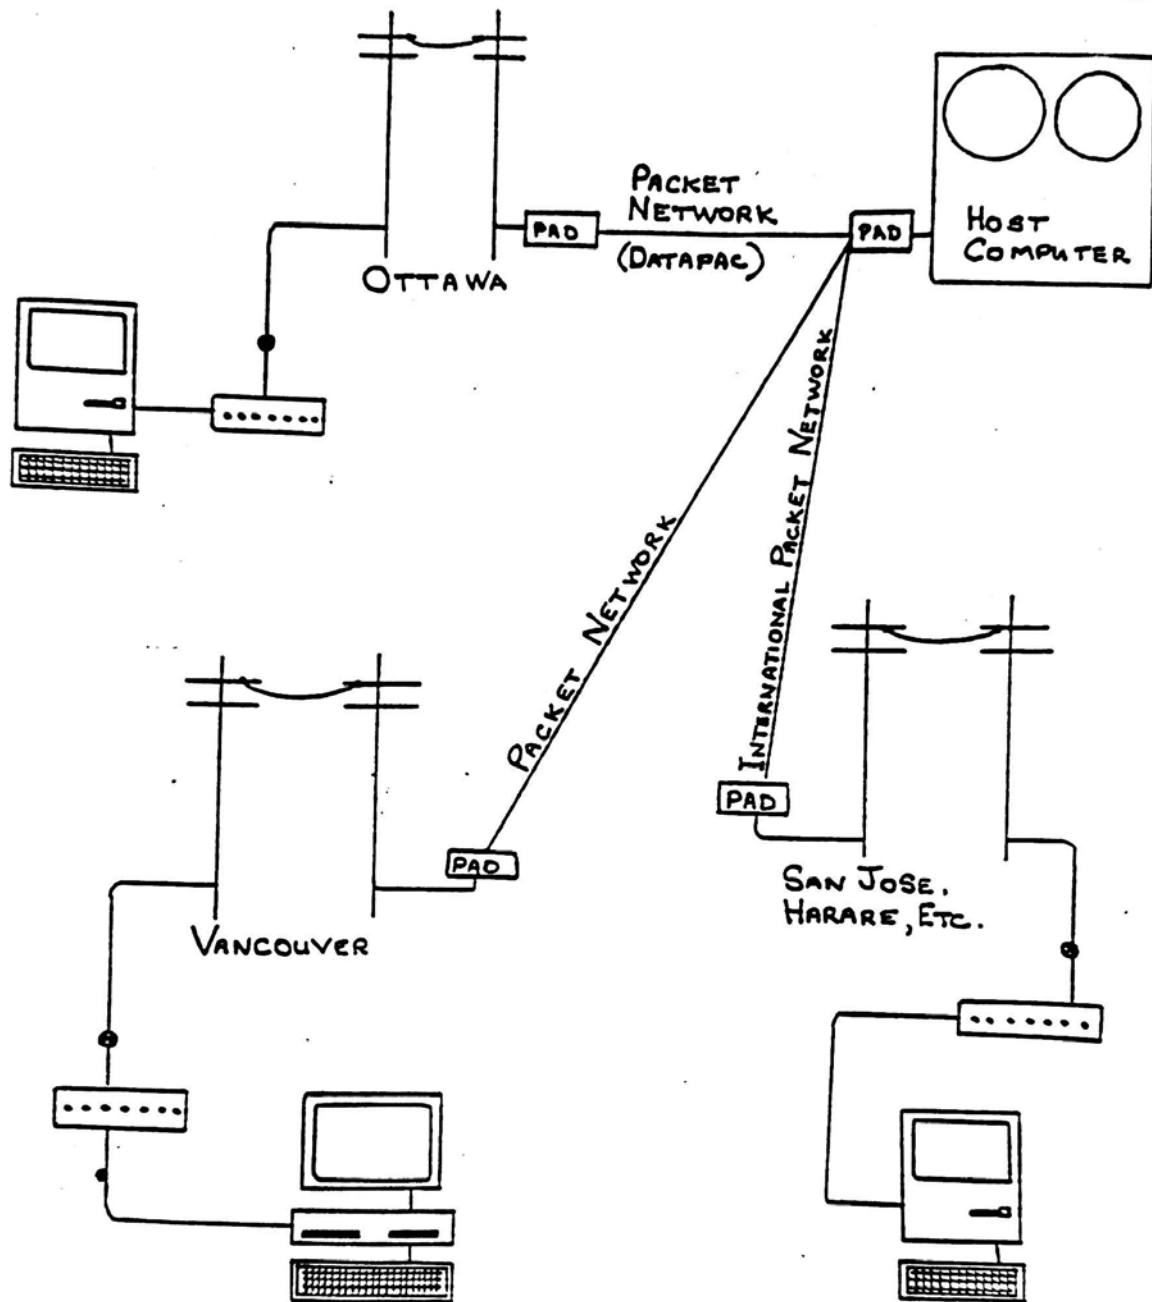 PACKET
NETWORK
(DATAPAC)
PAD
PAD
HOST
COMPUTER
OTTAWA
PACKET NETWORK
INTERNATIONAL PACKET NETWORK
PAD
PAD
SAN JOSE,
HARARE, ETC.
VANCOUVER